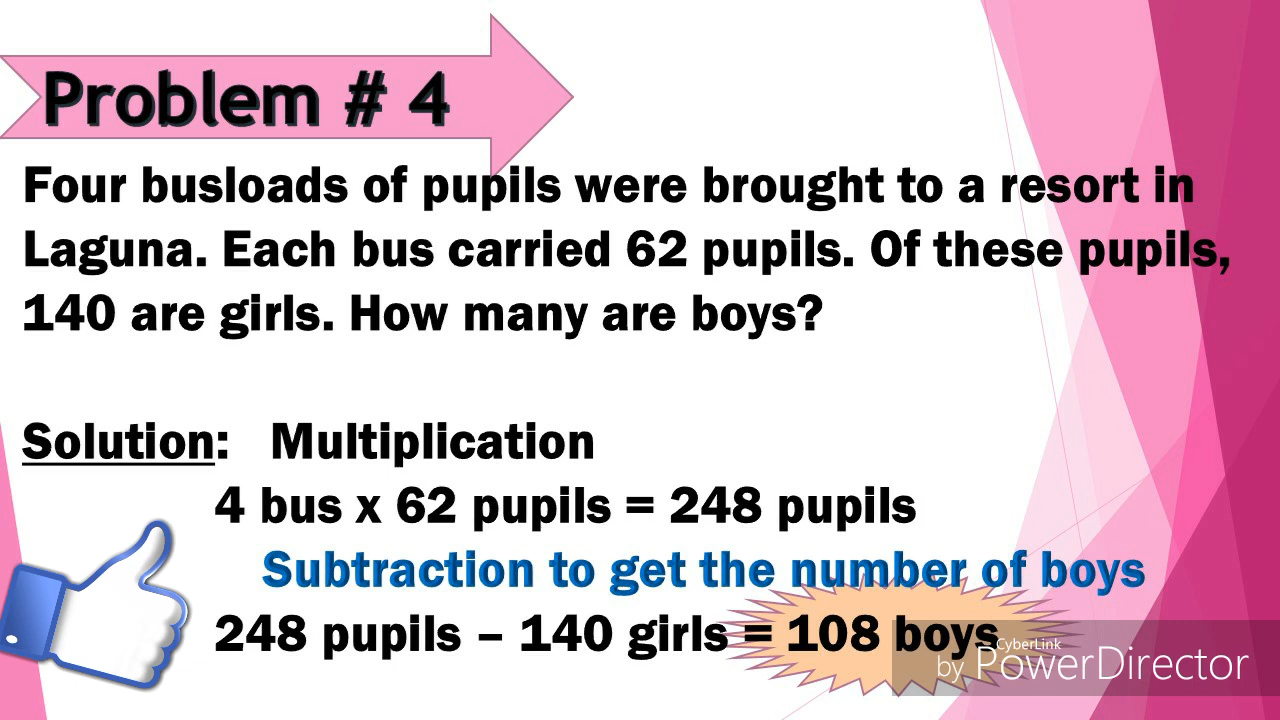 Problem # 4
Four busloads of pupils were brought to a resort in
Laguna. Each bus carried 62 pupils. Of these pupils,
140 are girls. How many are boys?
Solution: Multiplication
4 bus x 62 pupils = 248 pupils
Subtraction to get the number of boys
248 pupils – 140 girls = 108 boys
CyberLink
by PowerDirector